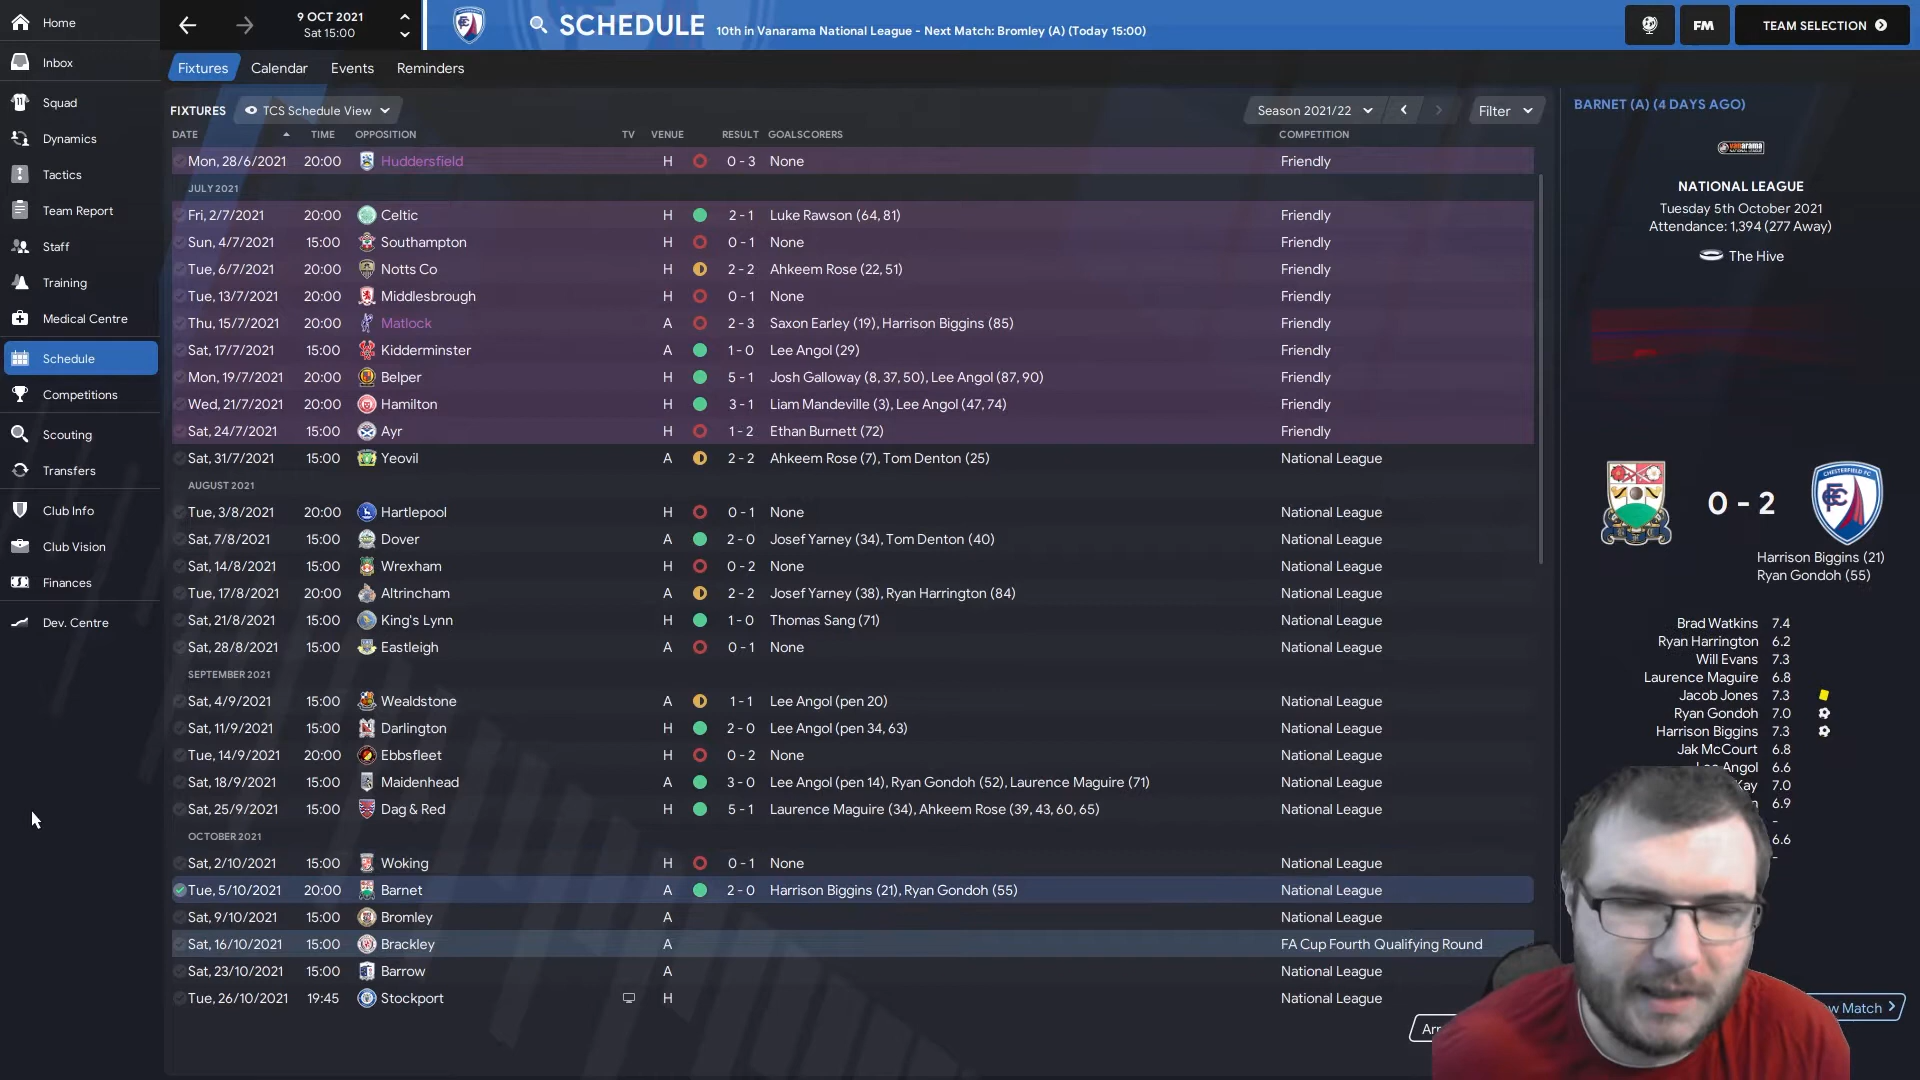 Home
9 OCT 2021
Sat 15:00
SCHEDULE
10th in Vanarama National League - Next Match: Bromley (A) (Today 15:00)
FM
TEAM SELECTION
Inbox
Squad
Dynamics
Tactics
Team Report
Staff
Training
Medical Centre
Schedule
Competitions
Scouting
Transfers
Club Info
Club Vision
Finances
Dev. Centre
Fixtures Calendar Events Reminders
FIXTURES TCS Schedule View Season 2021/22 Filter
DATE TIME OPPOSITION TV VENUE RESULT GOALSCORERS COMPETITION
Mon, 28/6/2021 20:00 Huddersfield H 0 - 3 None Friendly
JULY 2021
Fri, 2/7/2021 20:00 Celtic H 2 - 1 Luke Rawson (64, 81) Friendly
Sun, 4/7/2021 15:00 Southampton H 0 - 1 None Friendly
Tue, 6/7/2021 20:00 Notts Co H 2 - 2 Ahkeem Rose (22, 51) Friendly
Tue, 13/7/2021 20:00 Middlesbrough H 0 - 1 None Friendly
Thu, 15/7/2021 20:00 Matlock A 2 - 3 Saxon Earley (19), Harrison Biggins (85) Friendly
Sat, 17/7/2021 15:00 Kidderminster A 1 - 0 Lee Angol (29) Friendly
Mon, 19/7/2021 20:00 Belper H 5 - 1 Josh Galloway (8, 37, 50), Lee Angol (87, 90) Friendly
Wed, 21/7/2021 20:00 Hamilton H 3 - 1 Liam Mandeville (3), Lee Angol (47, 74) Friendly
Sat, 24/7/2021 15:00 Ayr H 1 - 2 Ethan Burnett (72) Friendly
Sat, 31/7/2021 15:00 Yeovil A 2 - 2 Ahkeem Rose (7), Tom Denton (25) National League
AUGUST 2021
Tue, 3/8/2021 20:00 Hartlepool H 0 - 1 None National League
Sat, 7/8/2021 15:00 Dover A 2 - 0 Josef Yarney (34), Tom Denton (40) National League
Sat, 14/8/2021 15:00 Wrexham H 0 - 2 None National League
Tue, 17/8/2021 20:00 Altrincham A 2 - 2 Josef Yarney (38), Ryan Harrington (84) National League
Sat, 21/8/2021 15:00 King's Lynn H 1 - 0 Thomas Sang (71) National League
Sat, 28/8/2021 15:00 Eastleigh A 0 - 1 None National League
SEPTEMBER 2021
Sat, 4/9/2021 15:00 Wealdstone A 1 - 1 Lee Angol (pen 20) National League
Sat, 11/9/2021 15:00 Darlington H 2 - 0 Lee Angol (pen 34, 63) National League
Tue, 14/9/2021 20:00 Ebbsfleet H 0 - 2 None National League
Sat, 18/9/2021 15:00 Maidenhead A 3 - 0 Lee Angol (pen 14), Ryan Gondoh (52), Laurence Maguire (71) National League
Sat, 25/9/2021 15:00 Dag & Red H 5 - 1 Laurence Maguire (34), Ahkeem Rose (39, 43, 60, 65) National League
OCTOBER 2021
Sat, 2/10/2021 15:00 Woking H 0 - 1 None National League
Tue, 5/10/2021 20:00 Barnet A 2 - 0 Harrison Biggins (21), Ryan Gondoh (55) National League
Sat, 9/10/2021 15:00 Bromley A National League
Sat, 16/10/2021 15:00 Brackley A FA Cup Fourth Qualifying Round
Sat, 23/10/2021 15:00 Barrow A National League
Tue, 26/10/2021 19:45 Stockport H National League
BARNET (A) (4 DAYS AGO)
vanarama
NATIONAL LEAGUE
Tuesday 5th October 2021
Attendance: 1,394 (277 Away)
The Hive
CHESTERFIELD FC
0 - 2
Harrison Biggins (21)
Ryan Gondoh (55)
Brad Watkins 7.4
Ryan Harrington 6.2
Will Evans 7.3
Laurence Maguire 6.8
Jacob Jones 7.3
Ryan Gondoh 7.0
Harrison Biggins 7.3
Jak McCourt 6.8
Angol 6.6
Kay 7.0
6.9
-
6.6
-
w Match
Arr